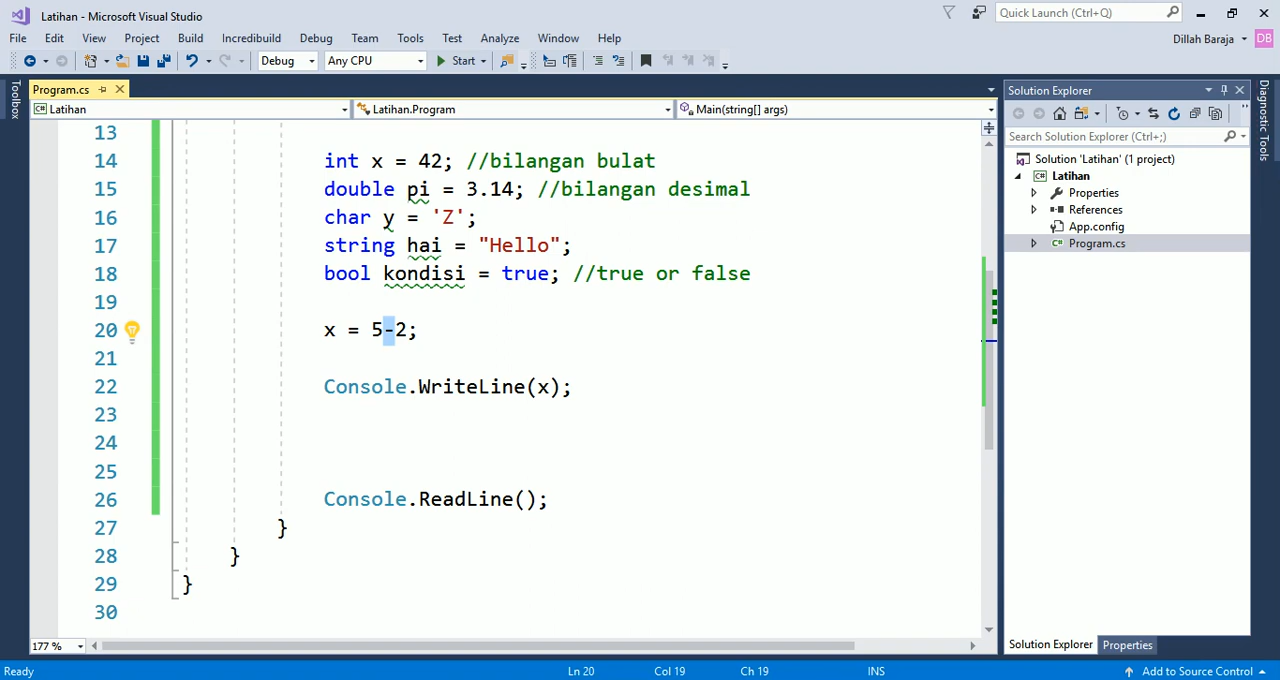 Latihan - Microsoft Visual Studio
Quick Launch (Ctrl+Q)
File Edit View Project Build Incredibuild Debug Team Tools Test Analyze Window Help
Dillah Baraja DB
Debug Any CPU Start
Toolbox
Program.cs
Latihan Latihan.Program Main(string[] args)
13
14 int x = 42; //bilangan bulat
15 double pi = 3.14; //bilangan desimal
16 char y = 'Z';
17 string hai = "Hello";
18 bool kondisi = true; //true or false
19
20 x = 5-2;
21
22 Console.WriteLine(x);
23
24
25
26 Console.ReadLine();
27 }
28 }
29 }
30
177 %
Solution Explorer
Search Solution Explorer (Ctrl+;)
Solution 'Latihan' (1 project)
Latihan
Properties
References
App.config
Program.cs
Solution Explorer Properties
Diagnostic Tools
Ready Ln 20 Col 19 Ch 19 INS Add to Source Control